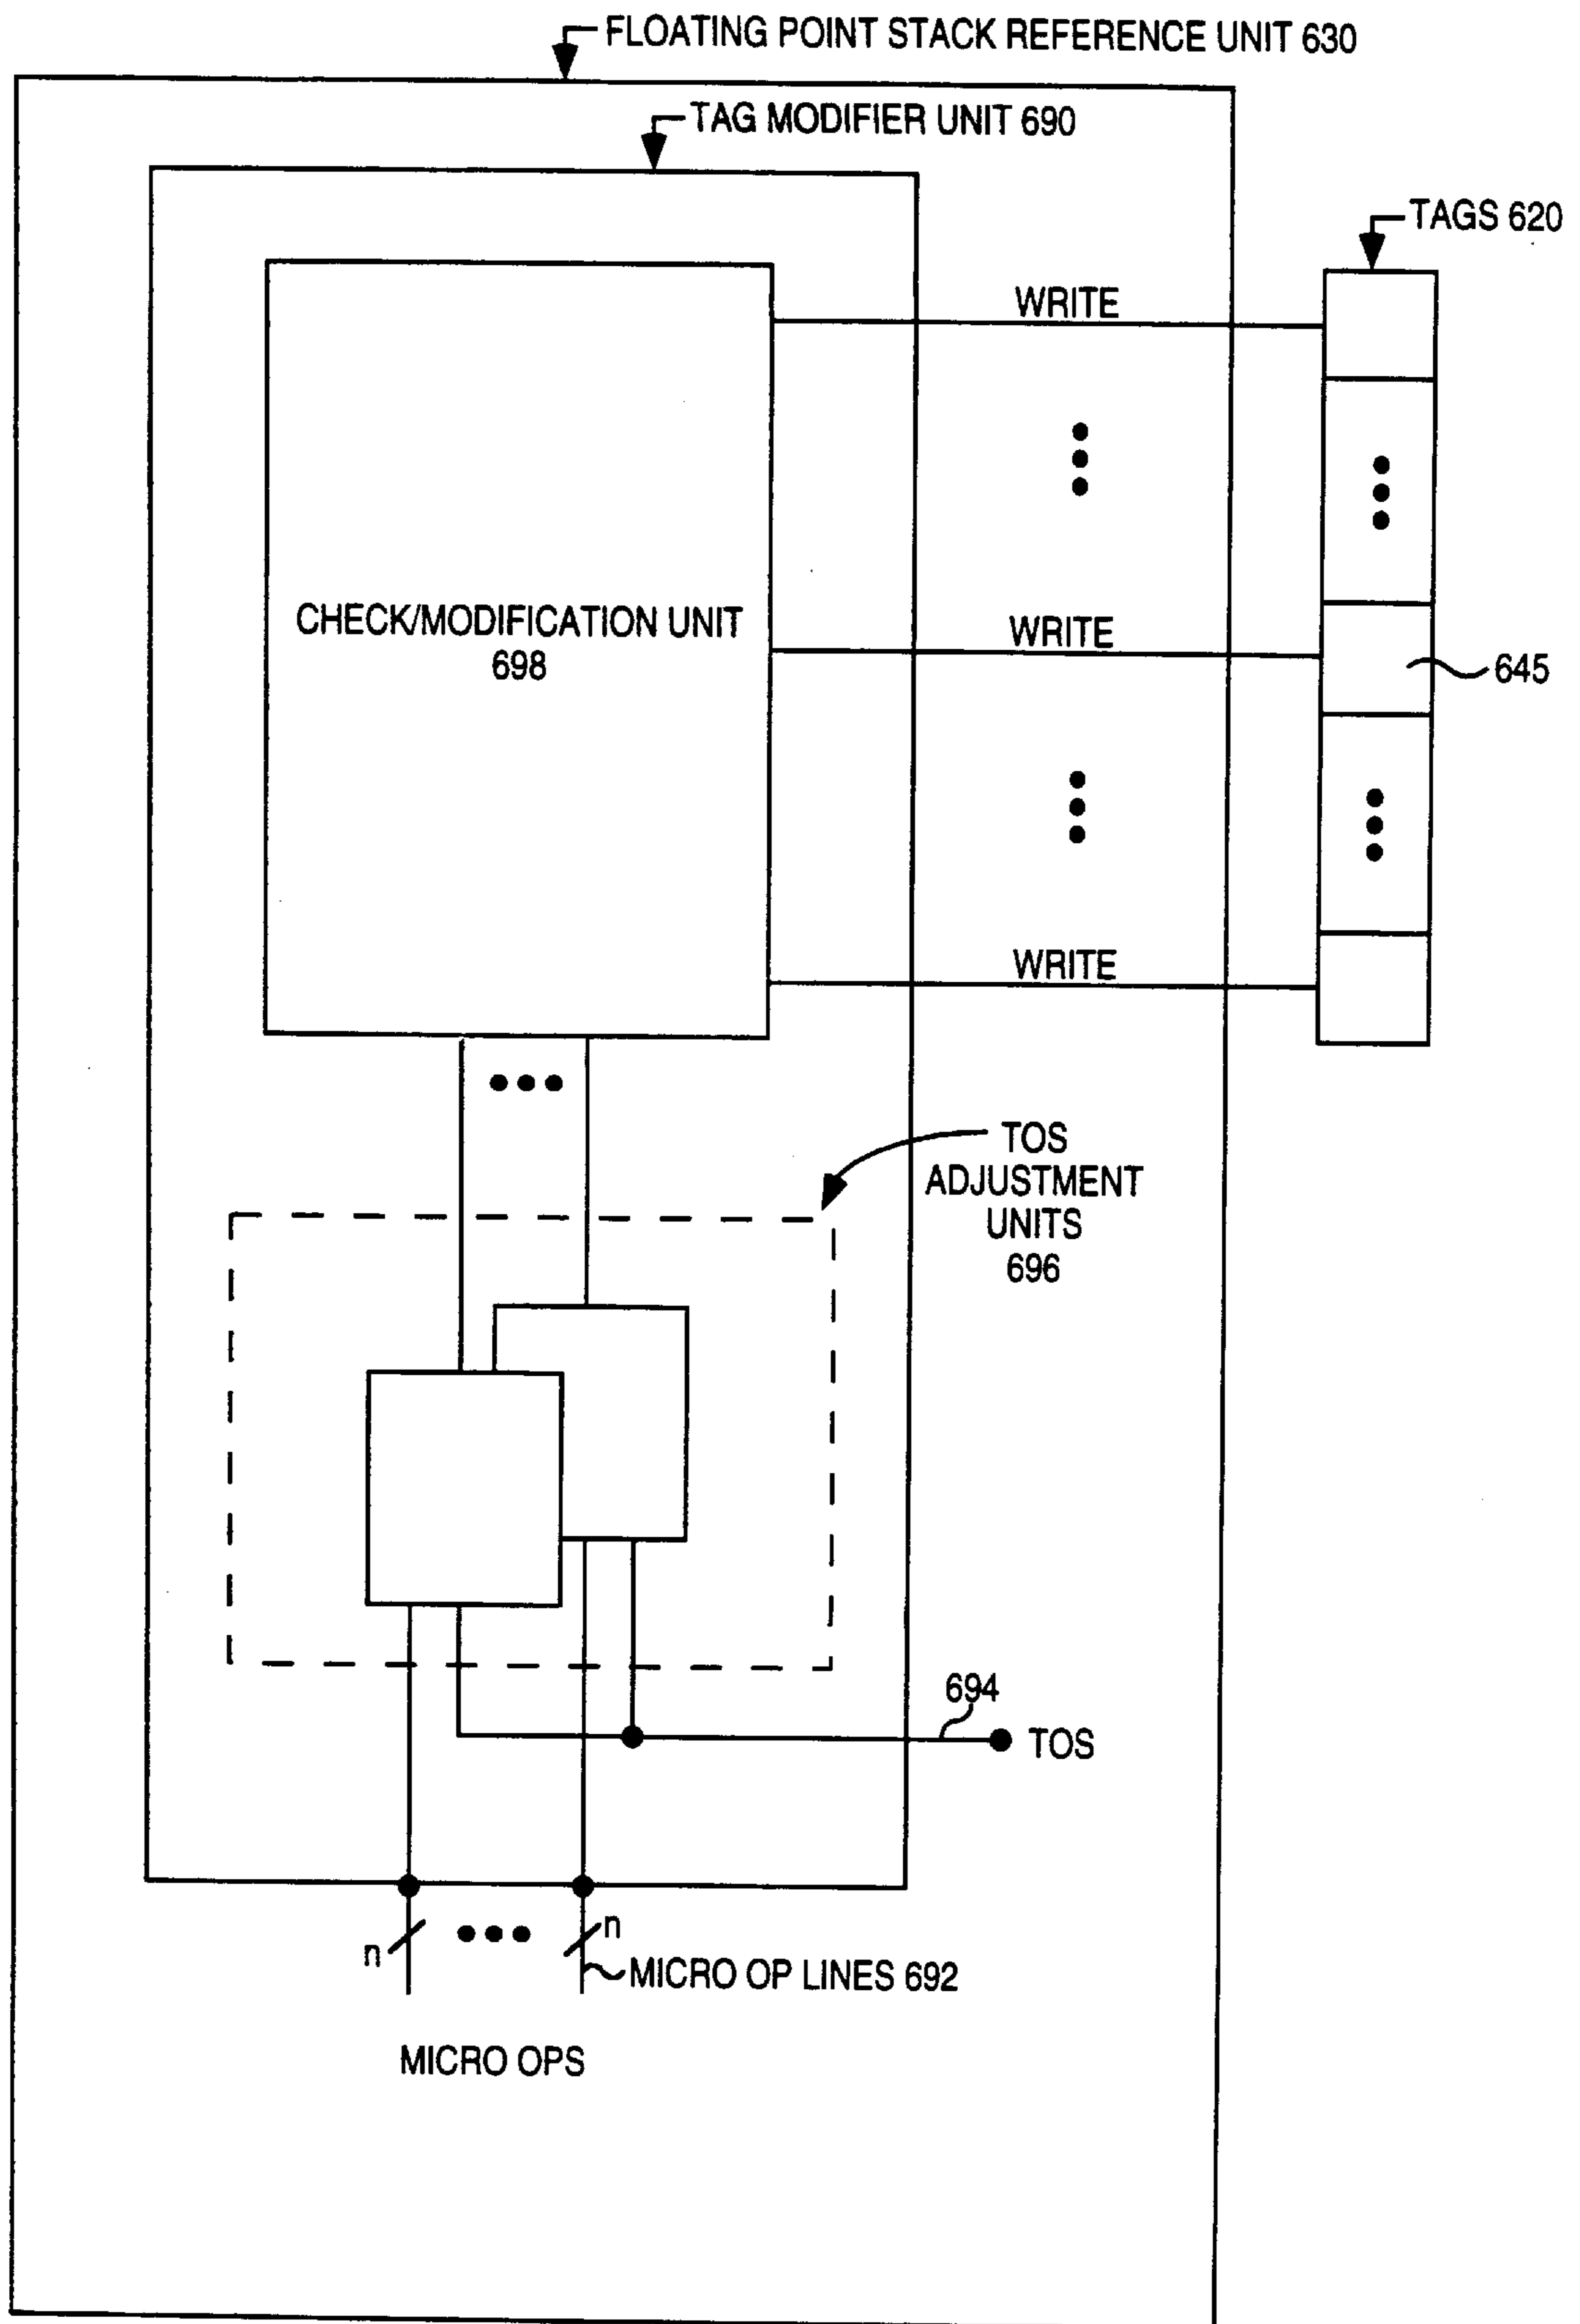 FLOATING POINT STACK REFERENCE UNIT 630
TAG MODIFIER UNIT 690
TAGS 620
WRITE
CHECK/MODIFICATION UNIT
698
WRITE
645
WRITE
TOS
ADJUSTMENT
UNITS
696
694
TOS
n
n
MICRO OP LINES 692
MICRO OPS